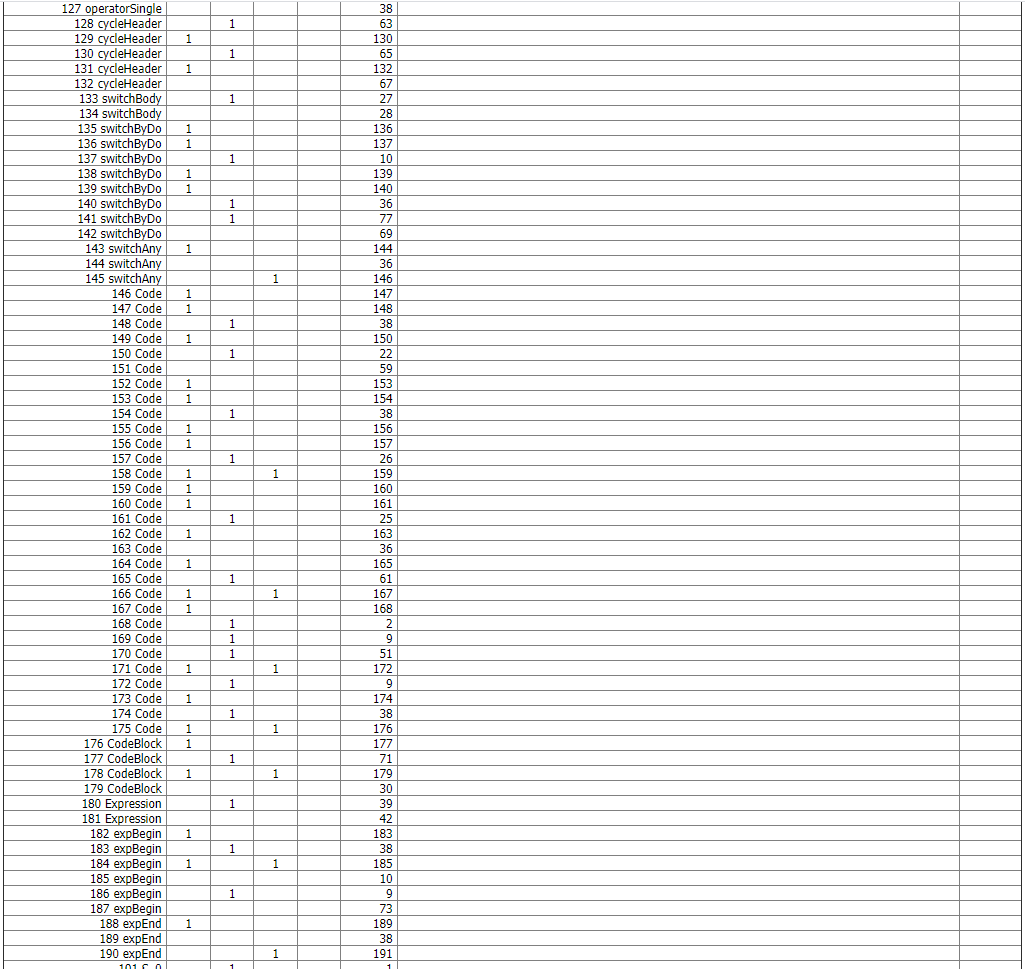 127 operatorSingle 38
128 cycleHeader 1 63
129 cycleHeader 1 130
130 cycleHeader 1 65
131 cycleHeader 1 132
132 cycleHeader 67
133 switchBody 1 27
134 switchBody 28
135 switchByDo 1 136
136 switchByDo 1 137
137 switchByDo 1 10
138 switchByDo 1 139
139 switchByDo 1 140
140 switchByDo 1 36
141 switchByDo 1 77
142 switchByDo 69
143 switchAny 1 144
144 switchAny 36
145 switchAny 1 146
146 Code 1 147
147 Code 1 148
148 Code 1 38
149 Code 1 150
150 Code 1 22
151 Code 59
152 Code 1 153
153 Code 1 154
154 Code 1 38
155 Code 1 156
156 Code 1 157
157 Code 1 26
158 Code 1 1 159
159 Code 1 160
160 Code 1 161
161 Code 1 25
162 Code 1 163
163 Code 36
164 Code 1 165
165 Code 1 61
166 Code 1 1 167
167 Code 1 168
168 Code 1 2
169 Code 1 9
170 Code 1 51
171 Code 1 1 172
172 Code 1 9
173 Code 1 174
174 Code 1 38
175 Code 1 1 176
176 CodeBlock 1 177
177 CodeBlock 1 71
178 CodeBlock 1 1 179
179 CodeBlock 30
180 Expression 1 39
181 Expression 42
182 expBegin 1 183
183 expBegin 1 38
184 expBegin 1 1 185
185 expBegin 10
186 expBegin 1 9
187 expBegin 73
188 expEnd 1 189
189 expEnd 38
190 expEnd 1 191